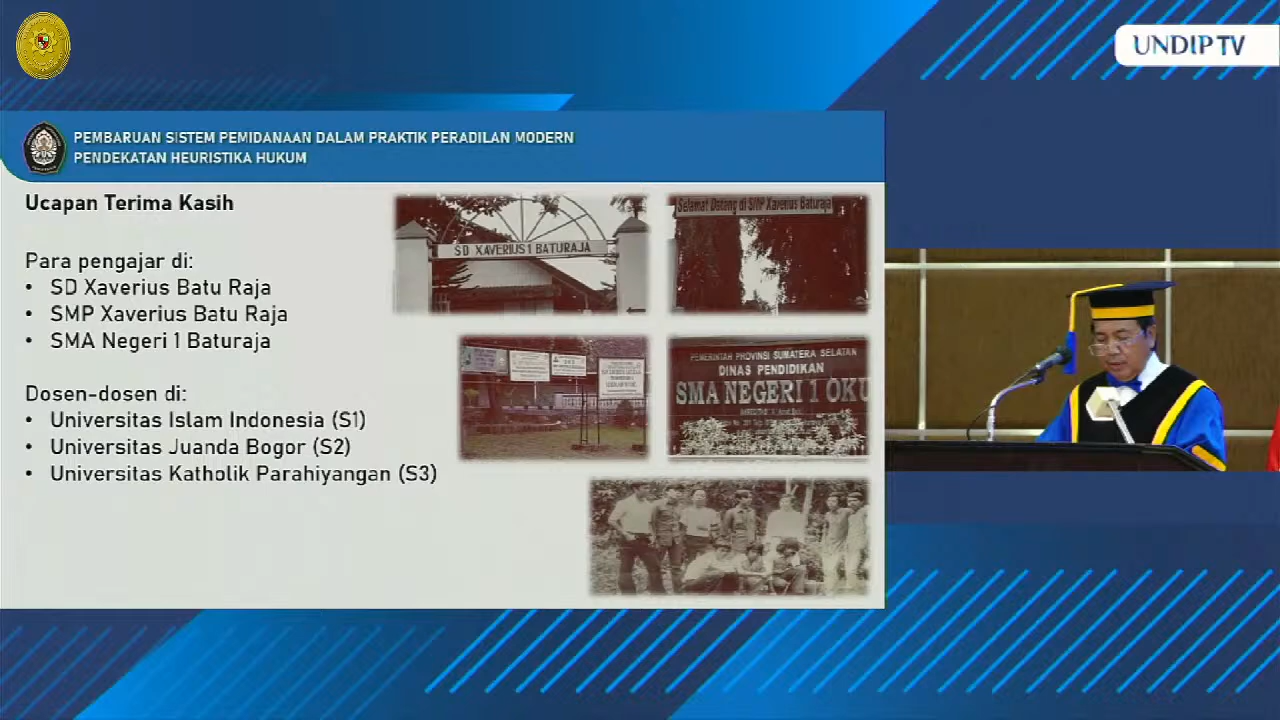 UNDIP TV
PEMBARUAN SISTEM PEMIDANAAN DALAM PRAKTIK PERADILAN MODERN
PENDEKATAN HEURISTIKA HUKUM
Ucapan Terima Kasih
Para pengajar di:
• SD Xaverius Batu Raja
• SMP Xaverius Batu Raja
• SMA Negeri 1 Baturaja
Dosen-dosen di:
• Universitas Islam Indonesia (S1)
• Universitas Juanda Bogor (S2)
• Universitas Katholik Parahiyangan (S3)
SD XAVERIUS 1 BATURAJA
Selamat Datang di SMP Xaverius Baturaja
PEMERINTAH PROVINSI SUMATERA SELATAN
DINAS PENDIDIKAN
SMA NEGERI 1 OKU